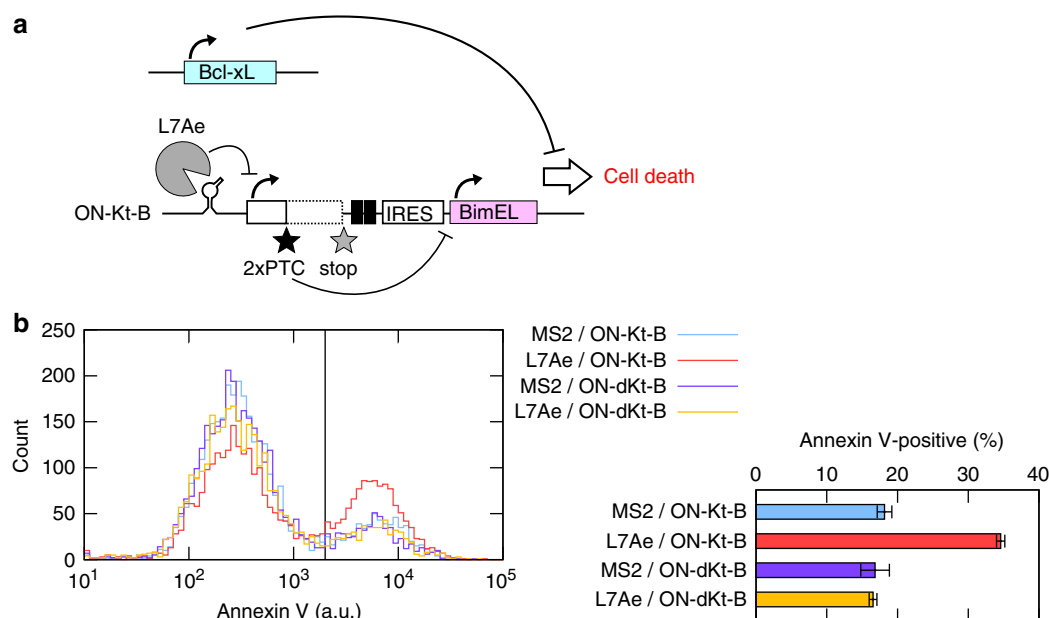 a
Bcl-xL
L7Ae
Cell death
ON-Kt-B
IRES
BimEL
2xPTC
stop
b
250
200
150
100
50
0
Count
10^1
10^2
10^3
10^4
10^5
Annexin V (a.u.)
MS2 / ON-Kt-B
L7Ae / ON-Kt-B
MS2 / ON-dKt-B
L7Ae / ON-dKt-B
Annexin V-positive (%)
0 10 20 30 40
MS2 / ON-Kt-B
L7Ae / ON-Kt-B
MS2 / ON-dKt-B
L7Ae / ON-dKt-B